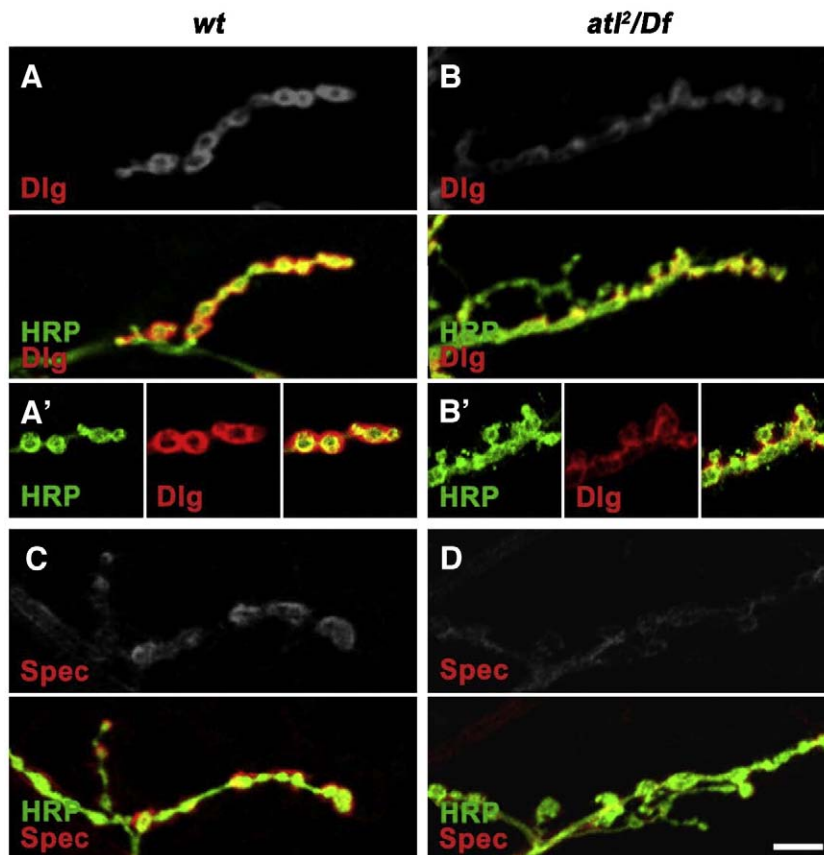 wt
atl²/Df
A
Dlg
B
Dlg
HRP
Dlg
HRP
Dlg
A'
HRP
Dlg
B'
HRP
Dlg
C
Spec
D
Spec
HRP
Spec
HRP
Spec